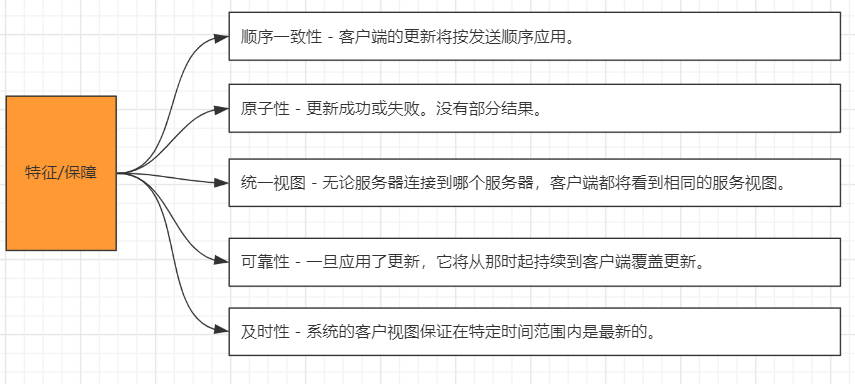 特征/保障
顺序一致性 - 客户端的更新将按发送顺序应用。
原子性 - 更新成功或失败。没有部分结果。
统一视图 - 无论服务器连接到哪个服务器，客户端都将看到相同的服务视图。
可靠性 - 一旦应用了更新，它将从那时起持续到客户端覆盖更新。
及时性 - 系统的客户视图保证在特定时间范围内是最新的。